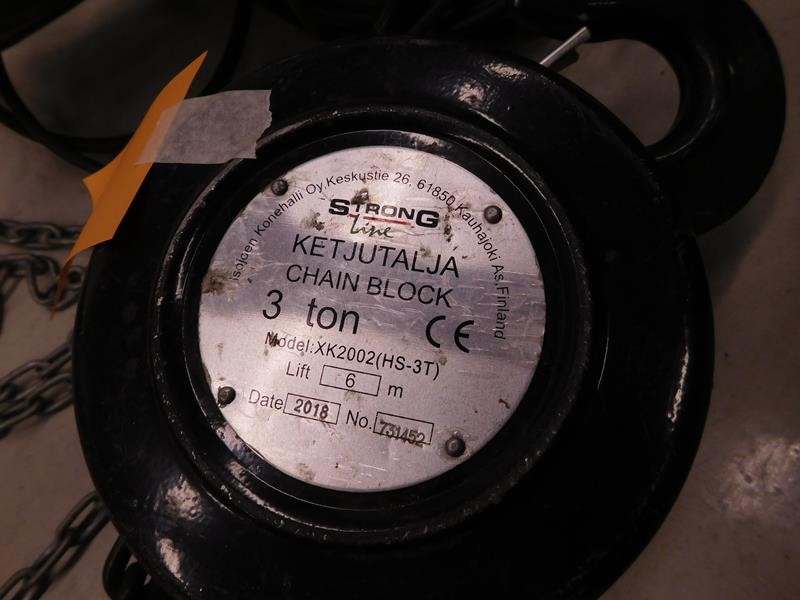 Isojoen Konehalli Oy, Keskustie 26, 61850 Kauhajoki As, Finland
STRONG
Line
KETJUTALJA
CHAIN BLOCK
3 ton
CE
Model:XK2002(HS-3T)
Lift 6 m
Date 2018 No. 731452